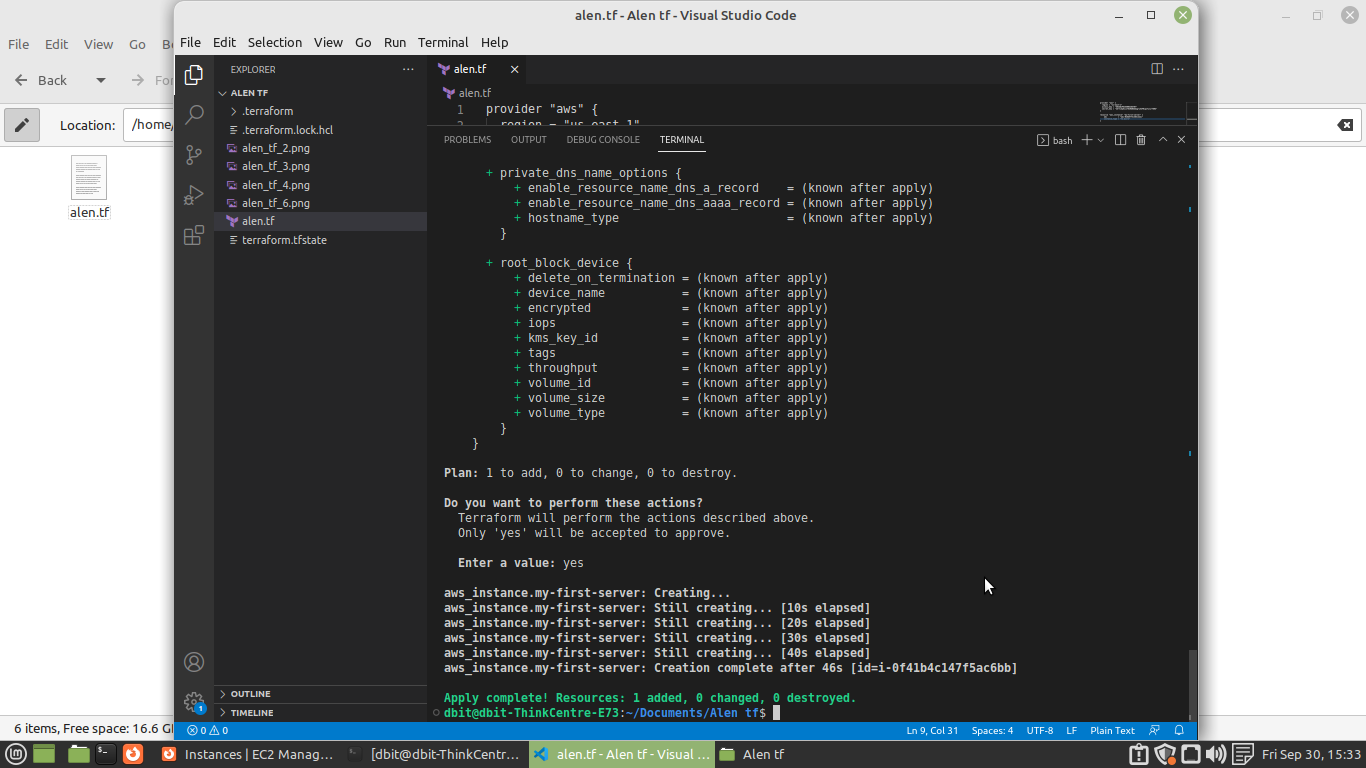 alen.tf - Alen tf - Visual Studio Code
File Edit View Go
Back
Location: /home/
alen.tf
6 items, Free space: 16.6 G
File Edit Selection View Go Run Terminal Help
EXPLORER
ALEN TF
.terraform
.terraform.lock.hcl
alen_tf_2.png
alen_tf_3.png
alen_tf_4.png
alen_tf_6.png
alen.tf
terraform.tfstate
OUTLINE
TIMELINE
1
alen.tf
alen.tf
1 provider "aws" {
PROBLEMS OUTPUT DEBUG CONSOLE TERMINAL
bash
+ private_dns_name_options {
+ enable_resource_name_dns_a_record = (known after apply)
+ enable_resource_name_dns_aaaa_record = (known after apply)
+ hostname_type = (known after apply)
}
+ root_block_device {
+ delete_on_termination = (known after apply)
+ device_name = (known after apply)
+ encrypted = (known after apply)
+ iops = (known after apply)
+ kms_key_id = (known after apply)
+ tags = (known after apply)
+ throughput = (known after apply)
+ volume_id = (known after apply)
+ volume_size = (known after apply)
+ volume_type = (known after apply)
}
}
Plan: 1 to add, 0 to change, 0 to destroy.
Do you want to perform these actions?
Terraform will perform the actions described above.
Only 'yes' will be accepted to approve.
Enter a value: yes
aws_instance.my-first-server: Creating...
aws_instance.my-first-server: Still creating... [10s elapsed]
aws_instance.my-first-server: Still creating... [20s elapsed]
aws_instance.my-first-server: Still creating... [30s elapsed]
aws_instance.my-first-server: Still creating... [40s elapsed]
aws_instance.my-first-server: Creation complete after 46s [id=i-0f41b4c147f5ac6bb]
Apply complete! Resources: 1 added, 0 changed, 0 destroyed.
dbit@dbit-ThinkCentre-E73:~/Documents/Alen tf$
0 0 Ln 9, Col 31 Spaces: 4 UTF-8 LF Plain Text
Instances | EC2 Manag... [dbit@dbit-ThinkCentr... alen.tf - Alen tf - Visual ... Alen tf Fri Sep 30, 15:33